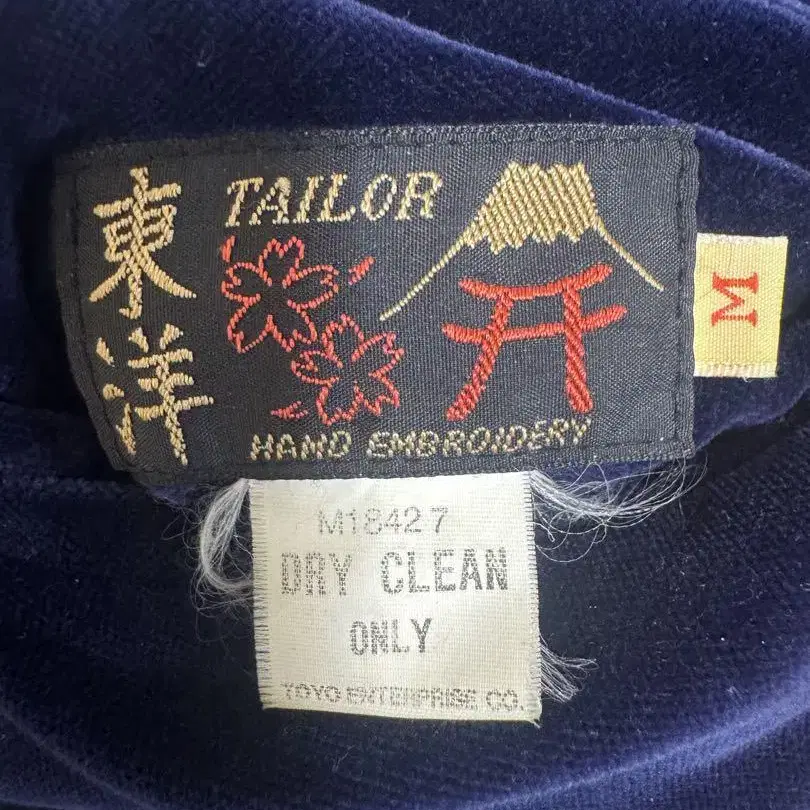 東洋
TAILOR
HAND EMBROIDERY
M
M18427
DRY CLEAN
ONLY
TOYO ENTERPRISE CO.